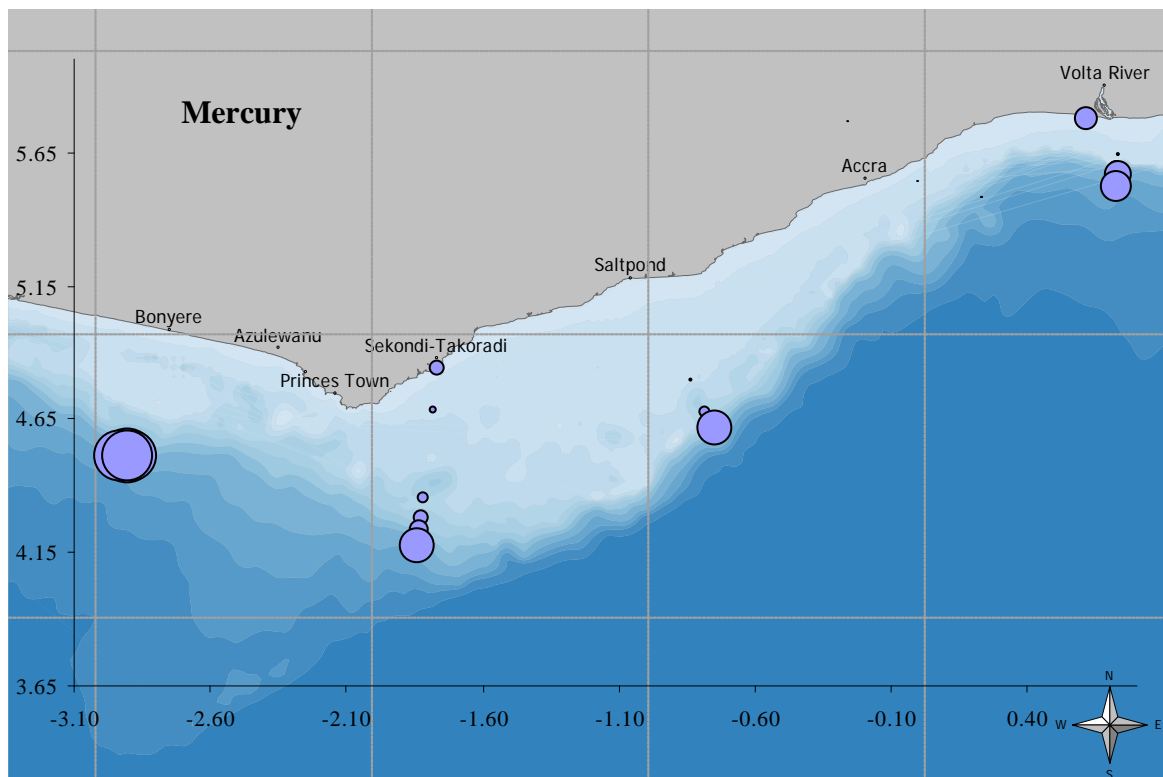 Volta River
Mercury
5.65
Accra
Saltpond
5.15
Bonyere
Azulewanu
Sekondi-Takoradi
Princes Town
4.65
4.15
3.65
N
-3.10 -2.60 -2.10 -1.60 -1.10 -0.60 -0.10 0.40
W E
S